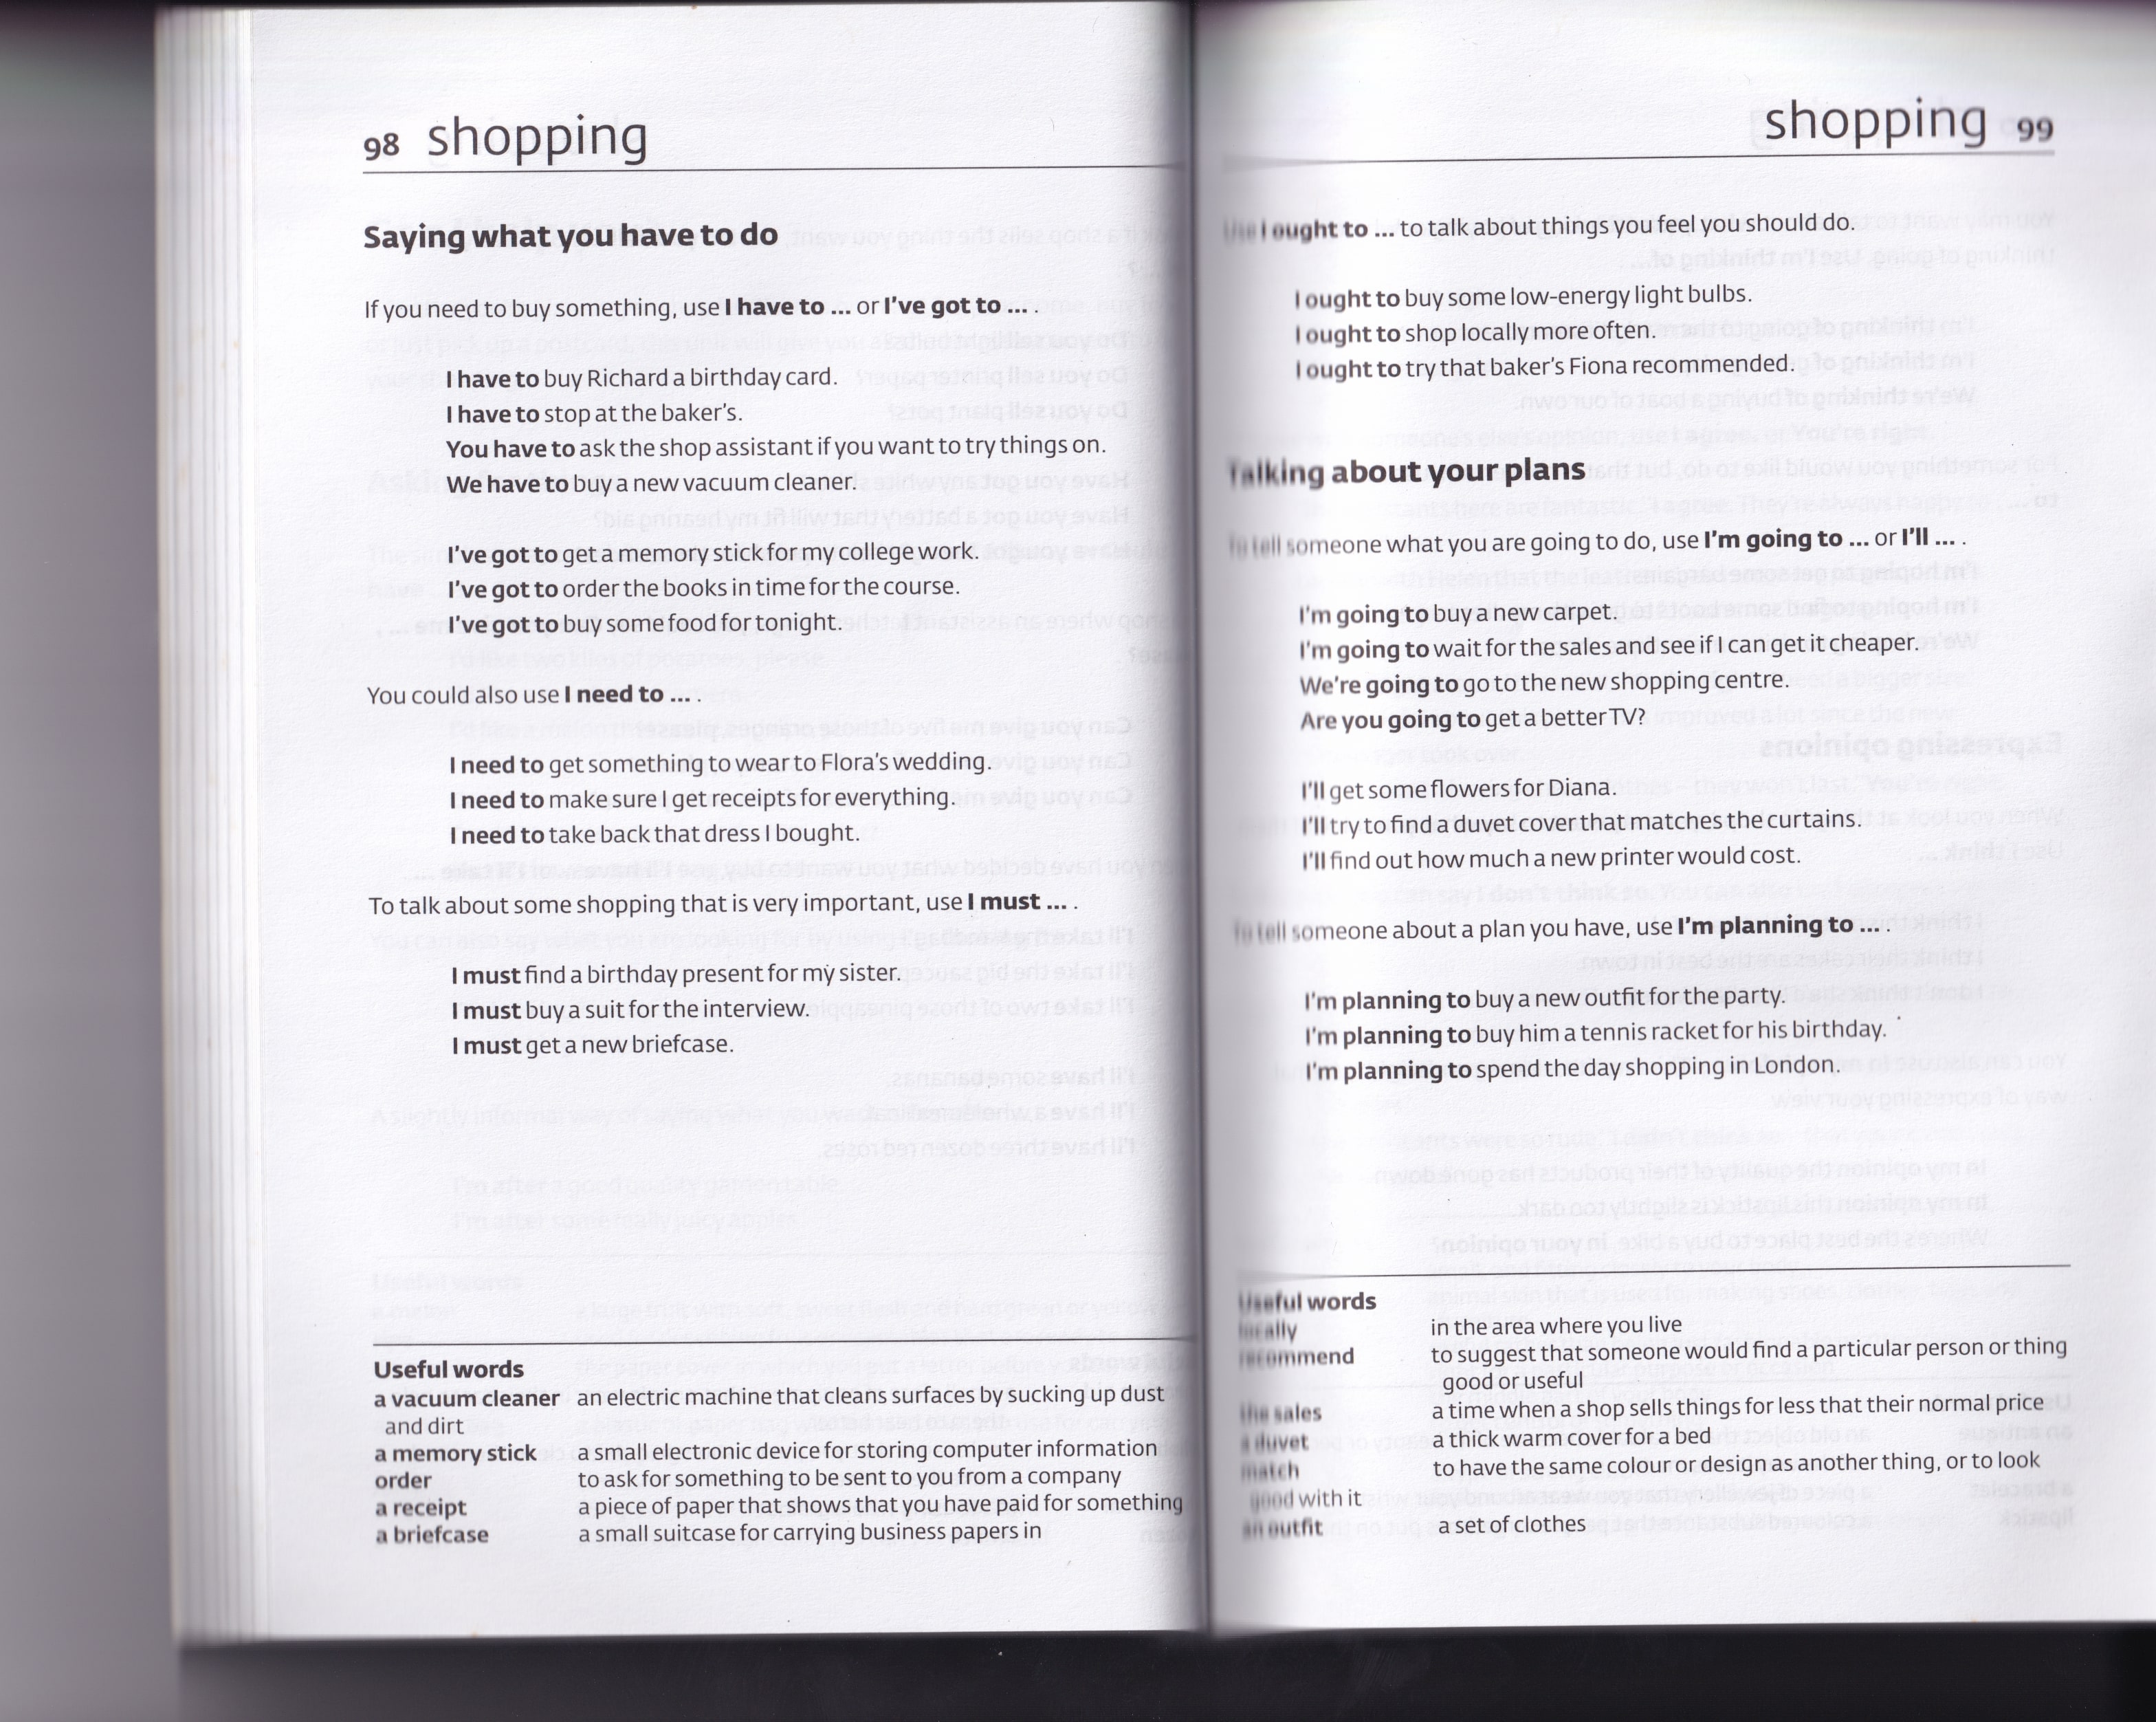 98 shopping
Saying what you have to do
If you need to buy something, use I have to ... or I've got to ... .
I have to buy Richard a birthday card.
I have to stop at the baker's.
You have to ask the shop assistant if you want to try things on.
We have to buy a new vacuum cleaner.
I've got to get a memory stick for my college work.
I've got to order the books in time for the course.
I've got to buy some food for tonight.
You could also use I need to ... .
I need to get something to wear to Flora's wedding.
I need to make sure I get receipts for everything.
I need to take back that dress I bought.
To talk about some shopping that is very important, use I must ... .
I must find a birthday present for my sister.
I must buy a suit for the interview.
I must get a new briefcase.
Useful words
a vacuum cleaner an electric machine that cleans surfaces by sucking up dust
and dirt
a memory stick a small electronic device for storing computer information
order to ask for something to be sent to you from a company
a receipt a piece of paper that shows that you have paid for something
a briefcase a small suitcase for carrying business papers in
shopping 99
Use I ought to ... to talk about things you feel you should do.
I ought to buy some low-energy light bulbs.
I ought to shop locally more often.
I ought to try that baker's Fiona recommended.
Talking about your plans
To tell someone what you are going to do, use I'm going to ... or I'll ... .
I'm going to buy a new carpet.
I'm going to wait for the sales and see if I can get it cheaper.
We're going to go to the new shopping centre.
Are you going to get a better TV?
I'll get some flowers for Diana.
I'll try to find a duvet cover that matches the curtains.
I'll find out how much a new printer would cost.
To tell someone about a plan you have, use I'm planning to ... .
I'm planning to buy a new outfit for the party.
I'm planning to buy him a tennis racket for his birthday.
I'm planning to spend the day shopping in London.
Useful words
locally in the area where you live
recommend to suggest that someone would find a particular person or thing
good or useful
the sales a time when a shop sells things for less that their normal price
a duvet a thick warm cover for a bed
match to have the same colour or design as another thing, or to look
good with it
an outfit a set of clothes